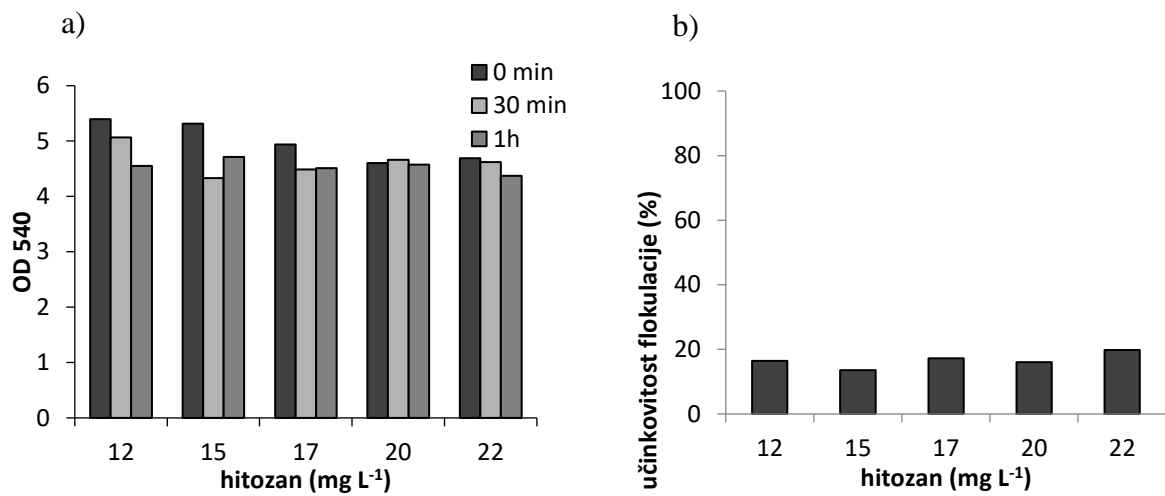 a)
0 min
30 min
1h
6
5
4
3
2
1
0
OD 540
12 15 17 20 22
hitozan (mg L⁻¹)
b)
100
80
60
40
20
0
učinkovitost flokulacije (%)
12 15 17 20 22
hitozan (mg L⁻¹)